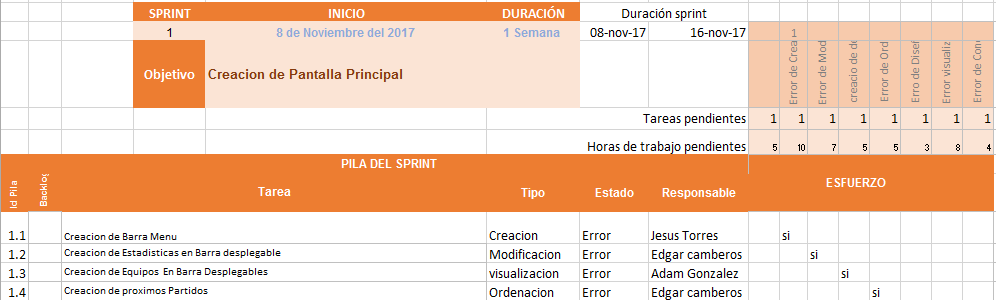 SPRINT INICIO DURACIÓN Duración sprint
1 8 de Noviembre del 2017 1 Semana 08-nov-17 16-nov-17 1
Objetivo Creacion de Pantalla Principal
Error de Crea
Error de Mod
creacio de de
Error de Ord
Erro de Diseñ
Error visualiz
Error de Con
Tareas pendientes 1 1 1 1 1 1 1
Horas de trabajo pendientes 5 10 7 5 5 3 8 4
PILA DEL SPRINT
Id Pila Backlog Tarea Tipo Estado Responsable ESFUERZO
1.1 Creacion de Barra Menu Creacion Error Jesus Torres si
1.2 Creacion de Estadisticas en Barra desplegable Modificacion Error Edgar camberos si
1.3 Creacion de Equipos En Barra Desplegables visualizacion Error Adam Gonzalez si
1.4 Creacion de proximos Partidos Ordenacion Error Edgar camberos si